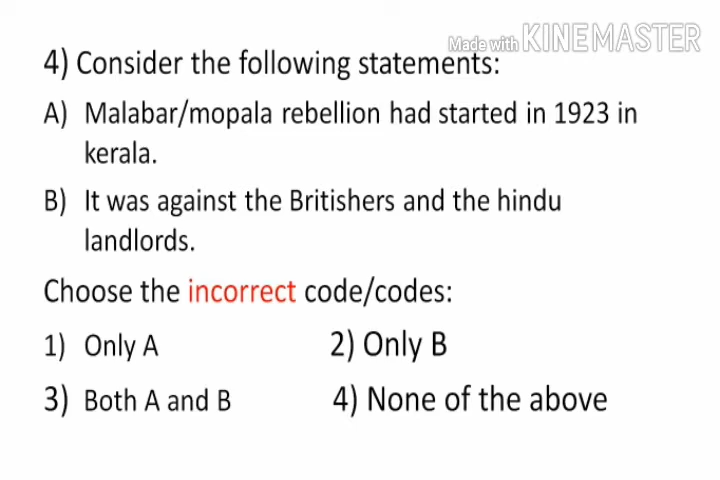 Made with KINEMASTER
4) Consider the following statements:
A) Malabar/mopala rebellion had started in 1923 in
kerala.
B) It was against the Britishers and the hindu
landlords.
Choose the incorrect code/codes:
1) Only A 2) Only B
3) Both A and B 4) None of the above